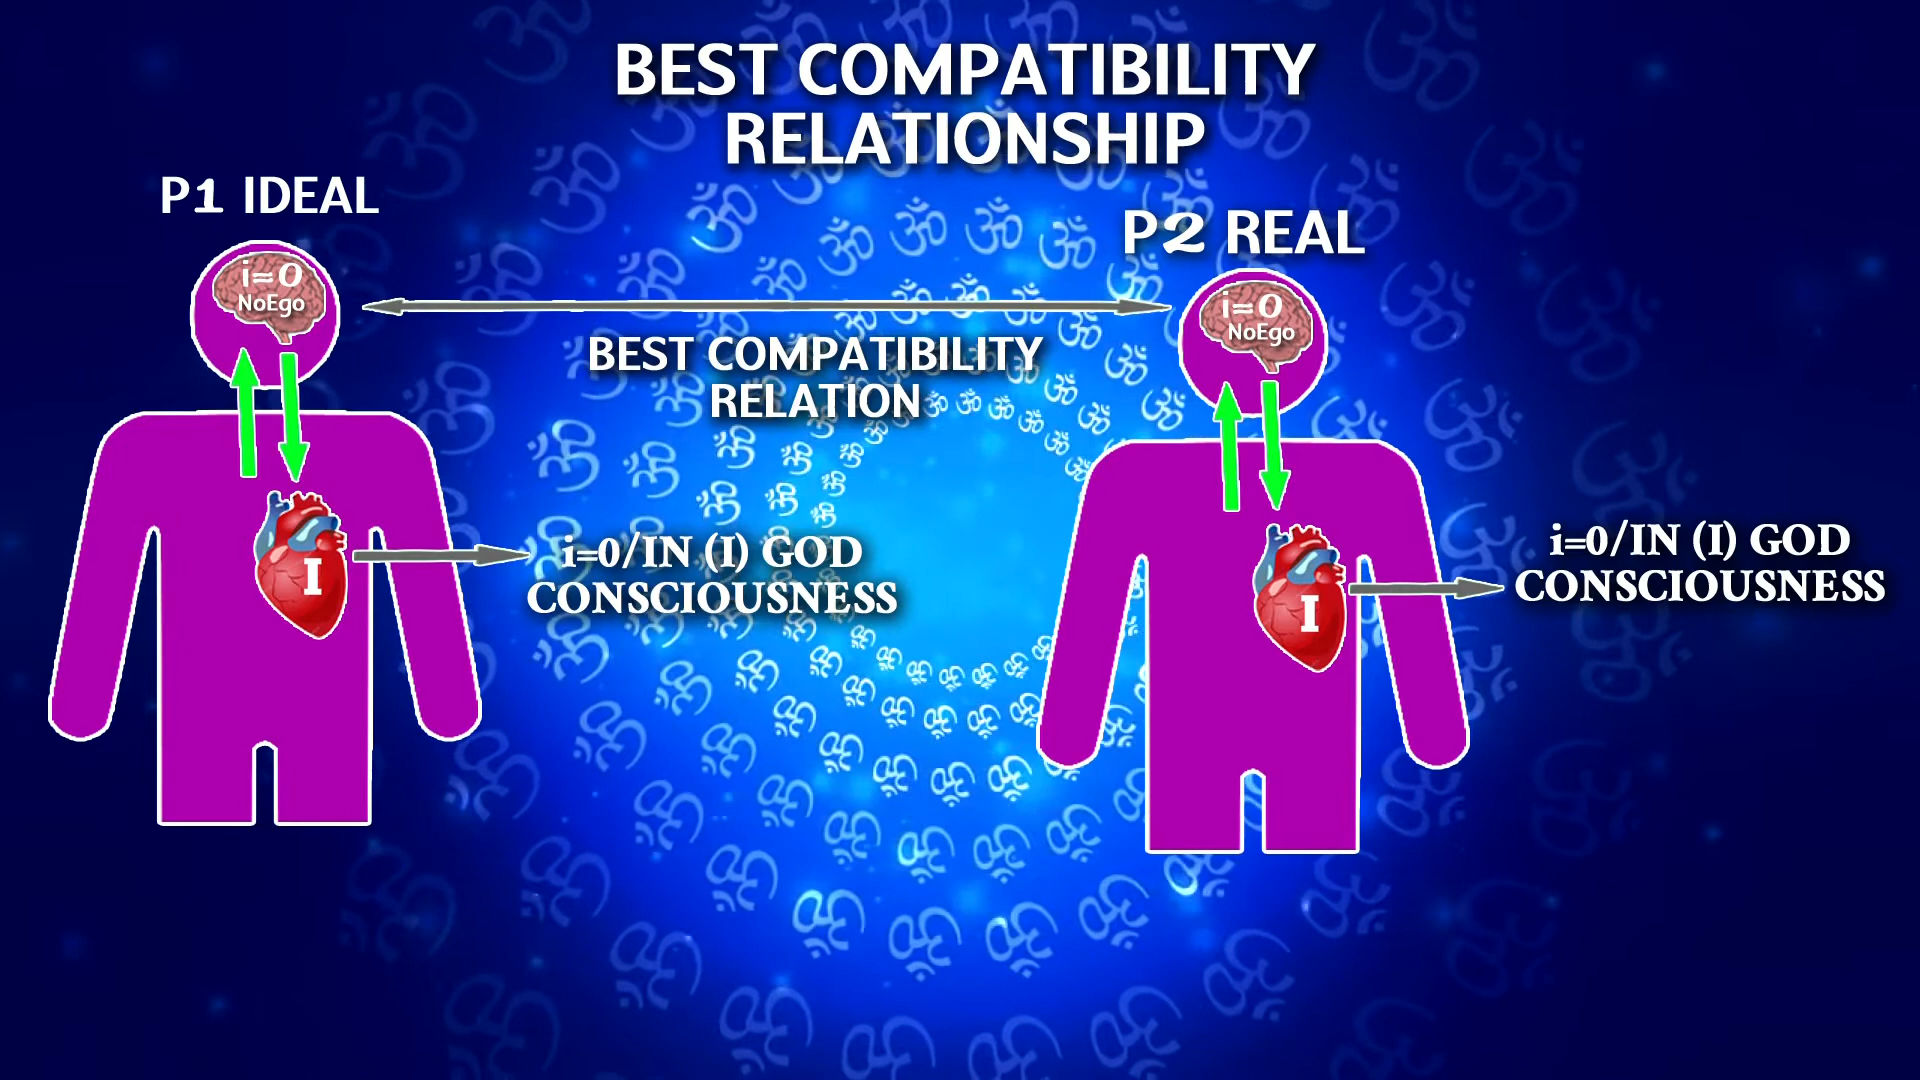 BEST COMPATIBILITY
RELATIONSHIP
P1 IDEAL
P2 REAL
i=0
NoEgo
i=0
NoEgo
BEST COMPATIBILITY
RELATION
I
i=0/IN (I) GOD
CONSCIOUSNESS
I
i=0/IN (I) GOD
CONSCIOUSNESS
ॐ